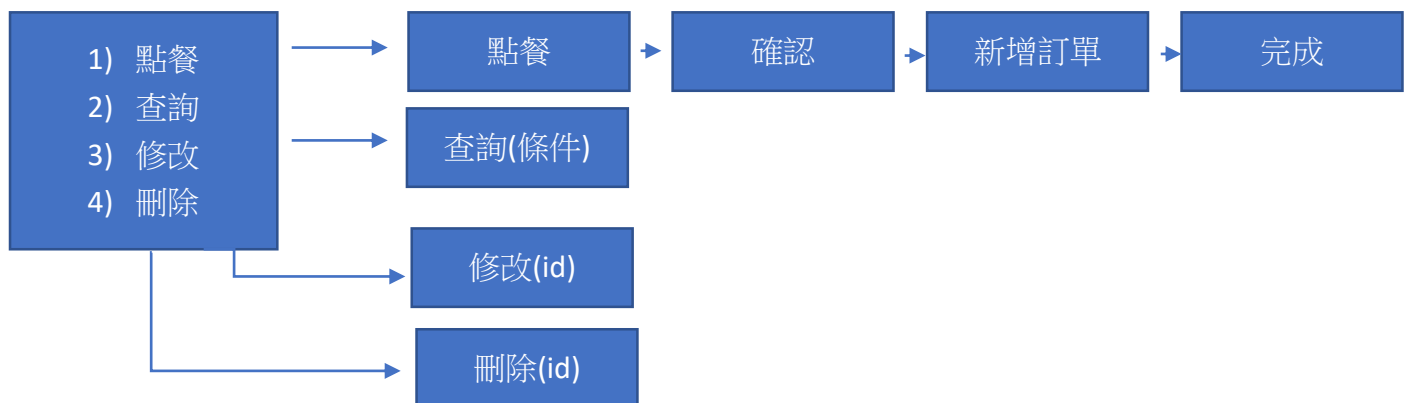 1) 點餐
2) 查詢
3) 修改
4) 刪除
點餐
確認
新增訂單
完成
查詢(條件)
修改(id)
刪除(id)